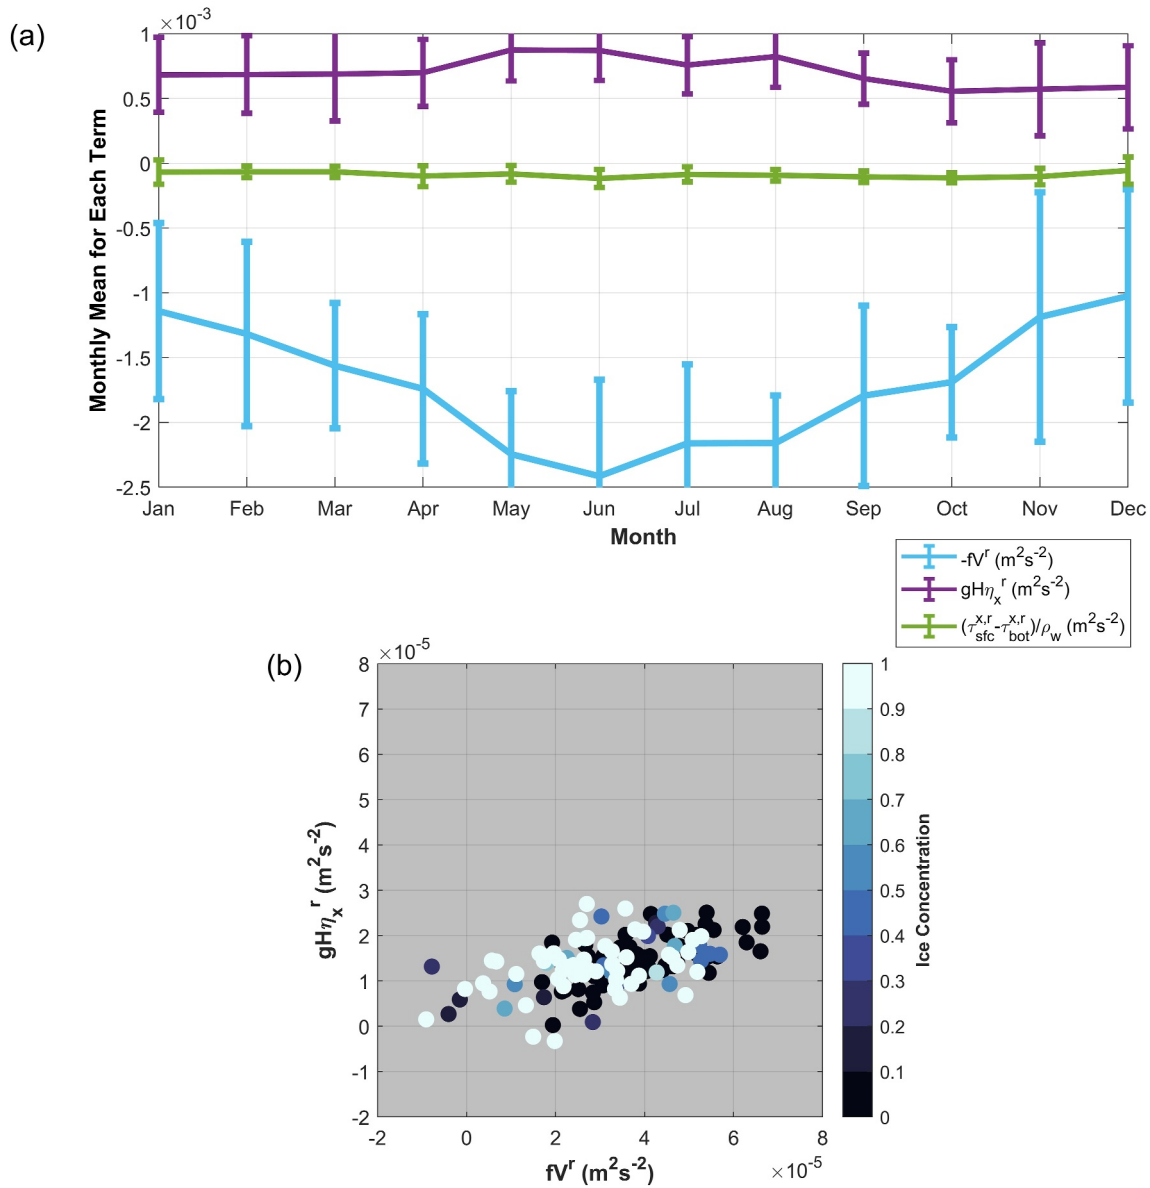 (a)
×10⁻³
1
0.5
0
-0.5
-1
-1.5
-2
-2.5
Monthly Mean for Each Term
Jan Feb Mar Apr May Jun Jul Aug Sep Oct Nov Dec
Month
-fVʳ (m²s⁻²)
gHηₓʳ (m²s⁻²)
(τ_sfc^x,r-τ_bot^x,r)/ρ_w (m²s⁻²)
(b)
×10⁻⁵
8
7
6
5
4
3
2
1
0
-1
-2
gHηₓʳ (m²s⁻²)
-2 0 2 4 6 8
×10⁻⁵
fVʳ (m²s⁻²)
1
0.9
0.8
0.7
0.6
0.5
0.4
0.3
0.2
0.1
0
Ice Concentration